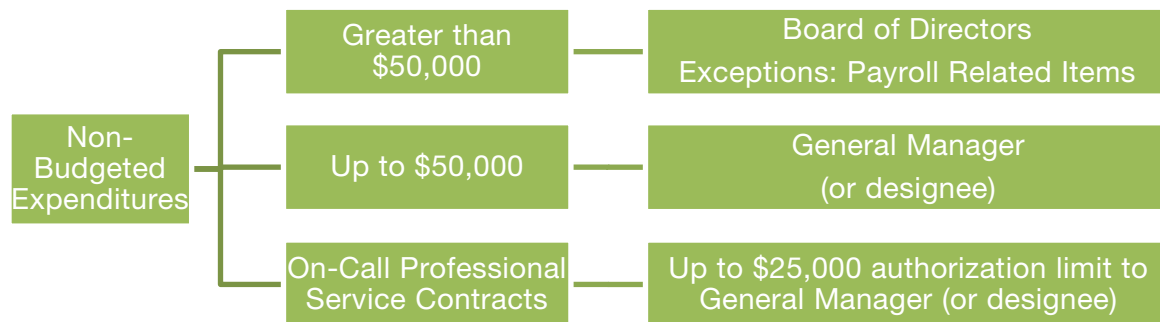 Non-
Budgeted
Expenditures
Greater than
$50,000
Board of Directors
Exceptions: Payroll Related Items
Up to $50,000
General Manager
(or designee)
On-Call Professional
Service Contracts
Up to $25,000 authorization limit to
General Manager (or designee)